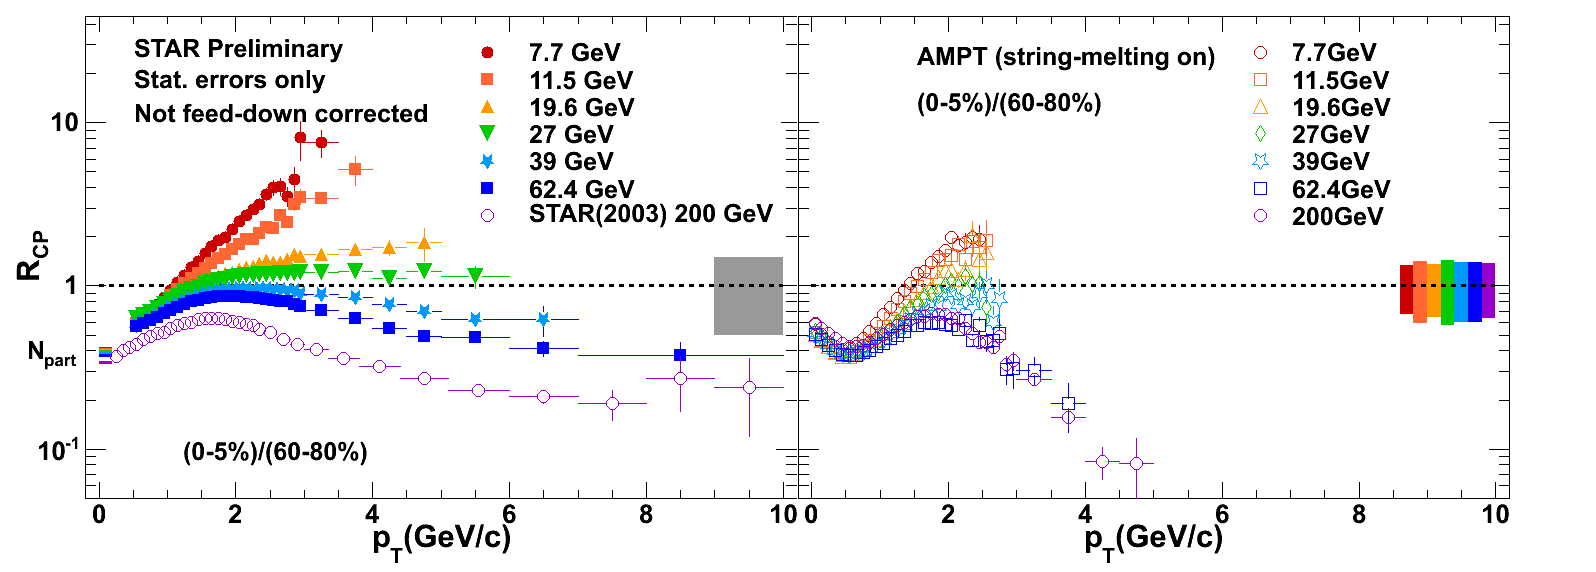 STAR Preliminary
Stat. errors only
Not feed-down corrected
7.7 GeV
11.5 GeV
19.6 GeV
27 GeV
39 GeV
62.4 GeV
STAR(2003) 200 GeV
R_CP
10
1
N_part
10^-1
(0-5%)/(60-80%)
0 2 4 6 8 10
p_T(GeV/c)
AMPT (string-melting on)
(0-5%)/(60-80%)
7.7GeV
11.5GeV
19.6GeV
27GeV
39GeV
62.4GeV
200GeV
0 2 4 6 8 10
p_T(GeV/c)